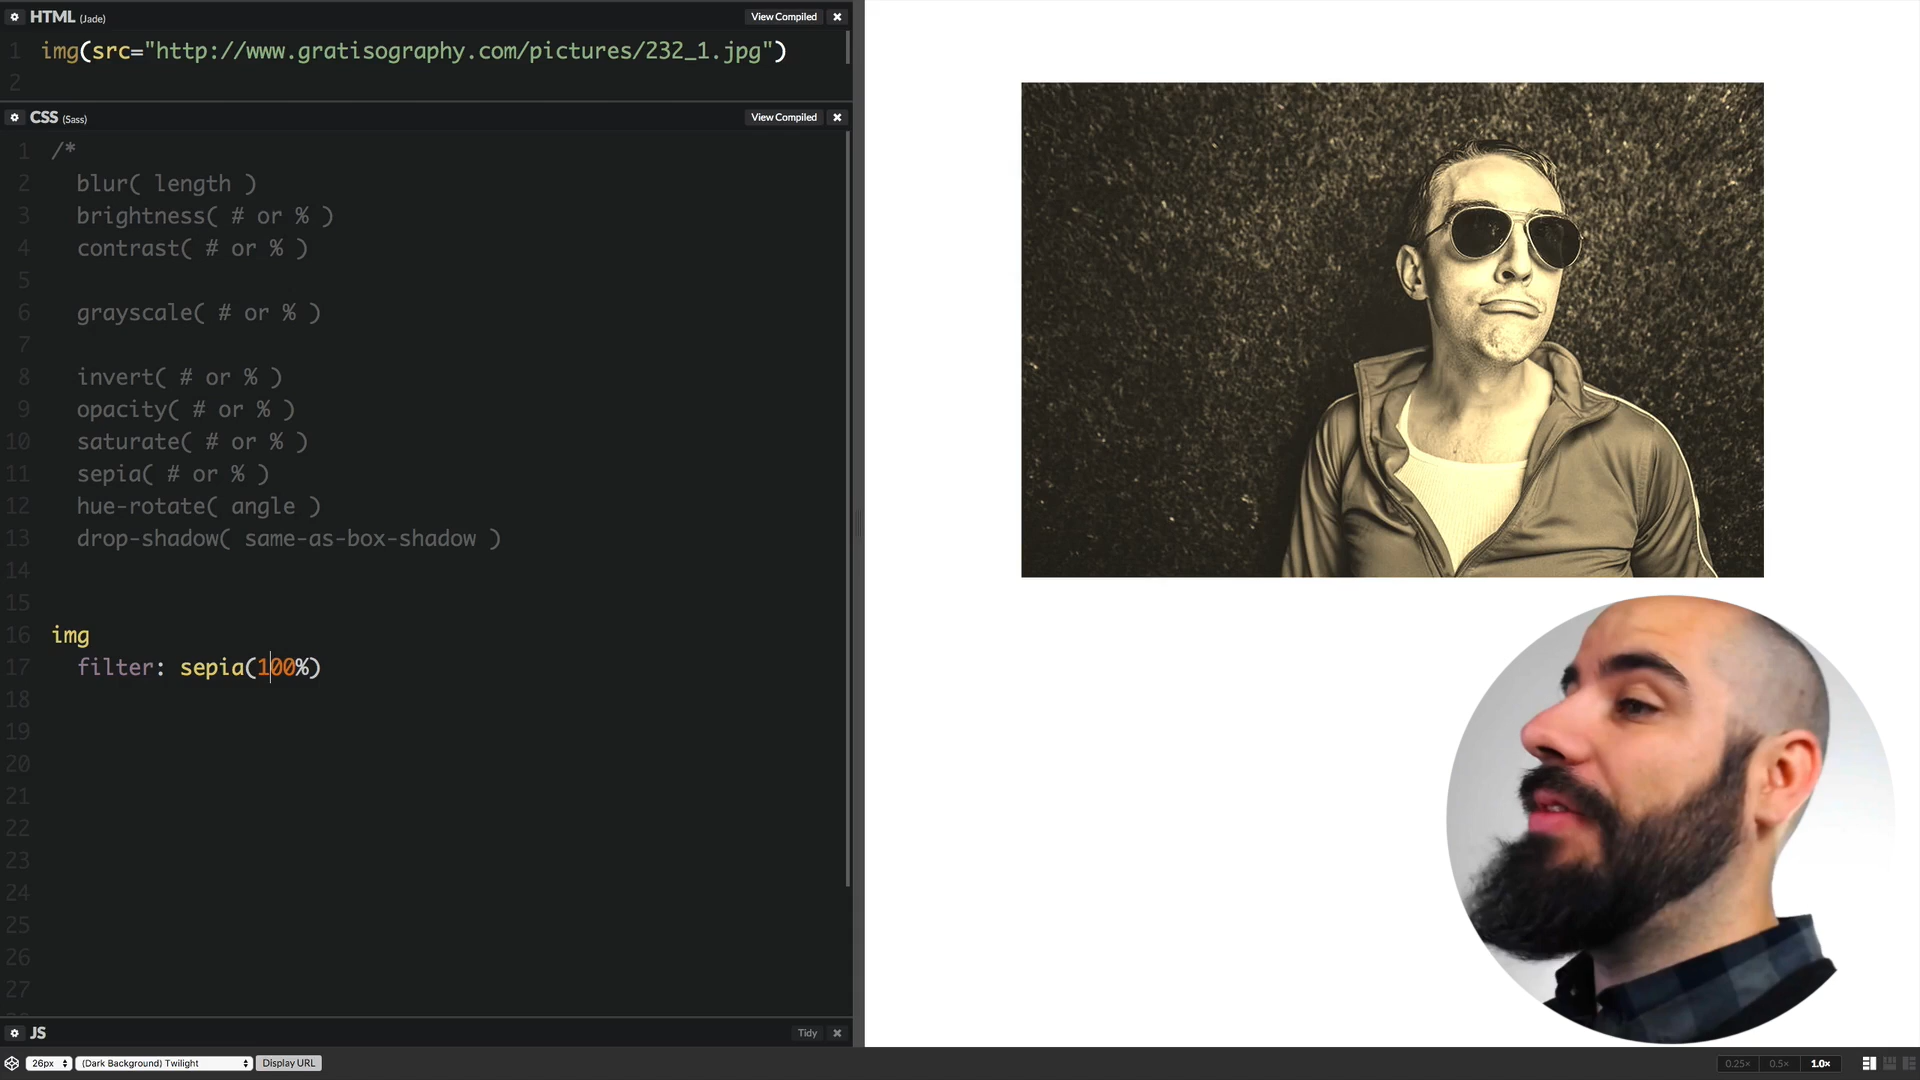 HTML (Jade)
View Compiled
1 img(src="http://www.gratisography.com/pictures/232_1.jpg")
2
CSS (Sass)
View Compiled
1 /*
2 blur( length )
3 brightness( # or % )
4 contrast( # or % )
5
6 grayscale( # or % )
7
8 invert( # or % )
9 opacity( # or % )
10 saturate( # or % )
11 sepia( # or % )
12 hue-rotate( angle )
13 drop-shadow( same-as-box-shadow )
14
15
16 img
17 filter: sepia(100%)
18
19
20
21
22
23
24
25
26
27
JS
Tidy
26px
(Dark Background) Twilight
Display URL
0.25×
0.5×
1.0×